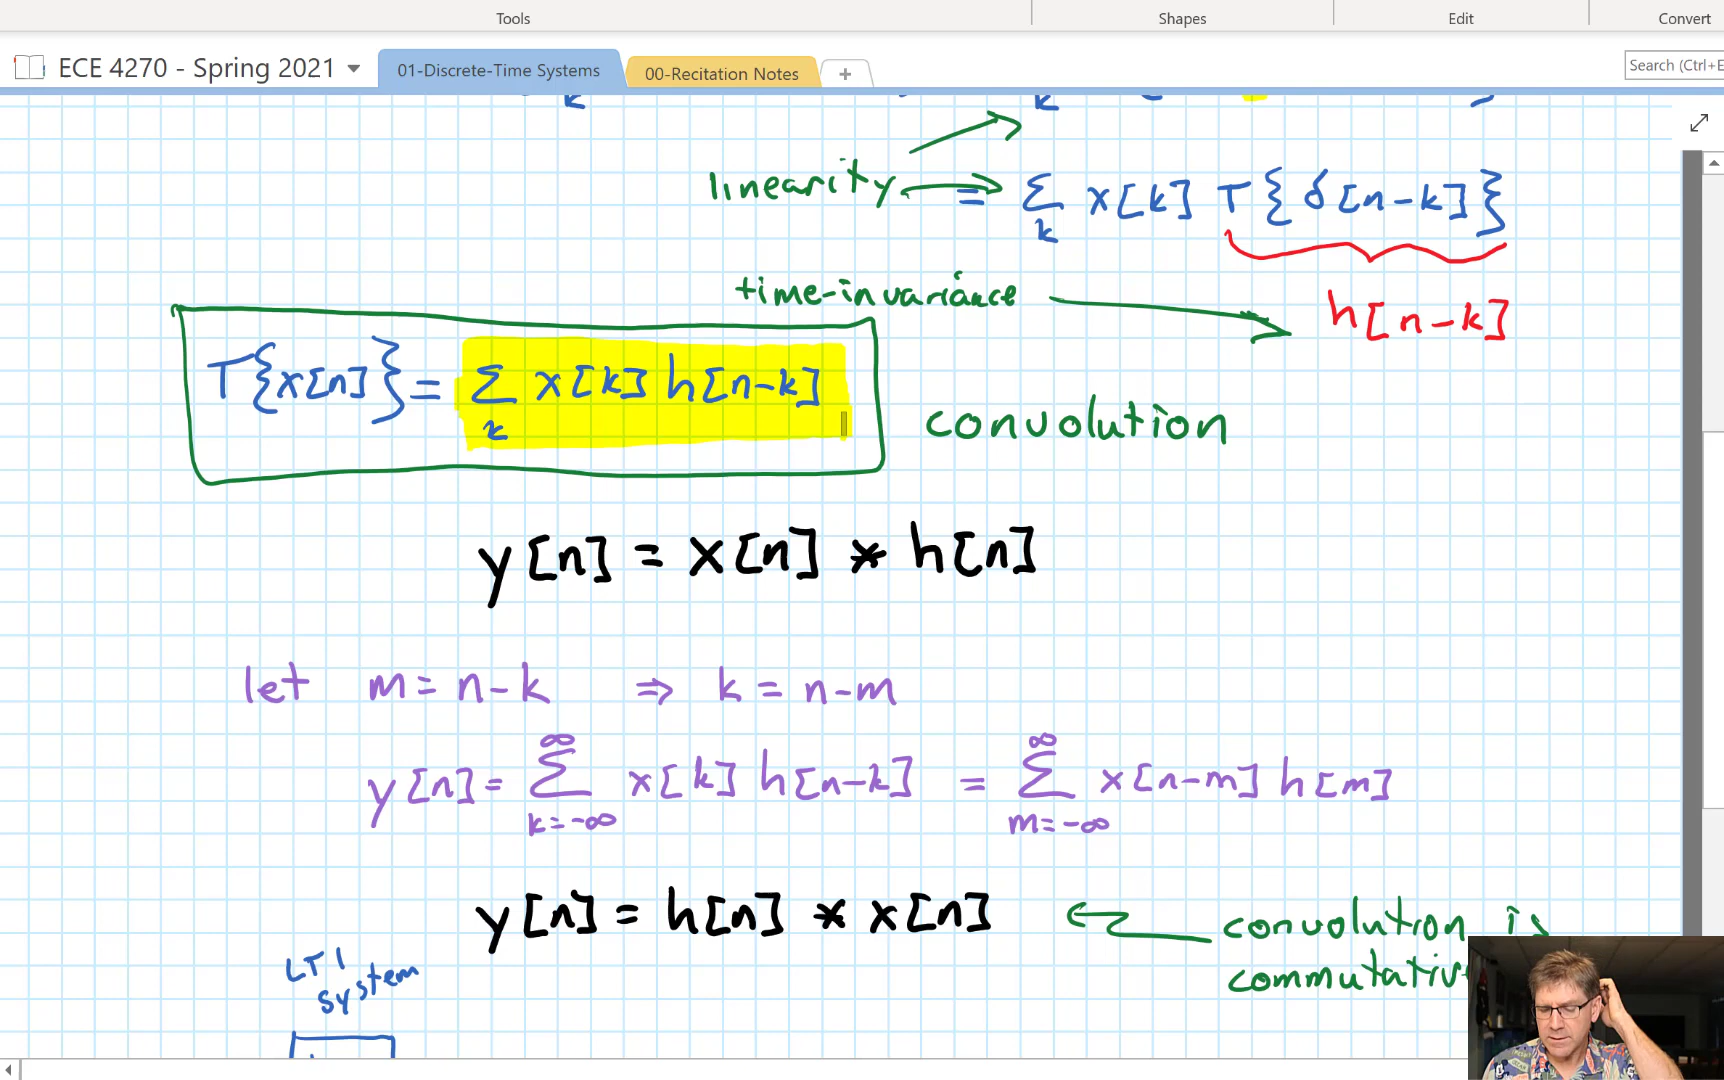 Tools Shapes Edit Convert
ECE 4270 - Spring 2021 01-Discrete-Time Systems 00-Recitation Notes + Search (Ctrl+E
k k
linearity = Σ x[k] T{δ[n-k]}
k
time-invariance h[n-k]
T{x[n]} = Σ x[k] h[n-k]
k
convolution
y[n] = x[n] * h[n]
let m = n-k ⇒ k = n-m
∞ ∞
y[n] = Σ x[k] h[n-k] = Σ x[n-m] h[m]
k=-∞ m=-∞
y[n] = h[n] * x[n] convolution is
commutativ
LTI
system